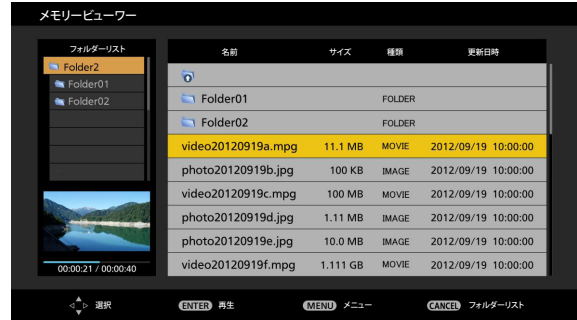 メモリービューワー
フォルダーリスト
Folder2
Folder01
Folder02
00:00:21 / 00:00:40
名前 サイズ 種類 更新日時
Folder01 FOLDER
Folder02 FOLDER
video20120919a.mpg 11.1 MB MOVIE 2012/09/19 10:00:00
photo20120919b.jpg 100 KB IMAGE 2012/09/19 10:00:00
video20120919c.mpg 100 MB MOVIE 2012/09/19 10:00:00
photo20120919d.jpg 1.11 MB IMAGE 2012/09/19 10:00:00
photo20120919e.jpg 10.0 MB IMAGE 2012/09/19 10:00:00
video20120919f.mpg 1.111 GB MOVIE 2012/09/19 10:00:00
選択 ENTER 再生 MENU メニュー CANCEL フォルダーリスト